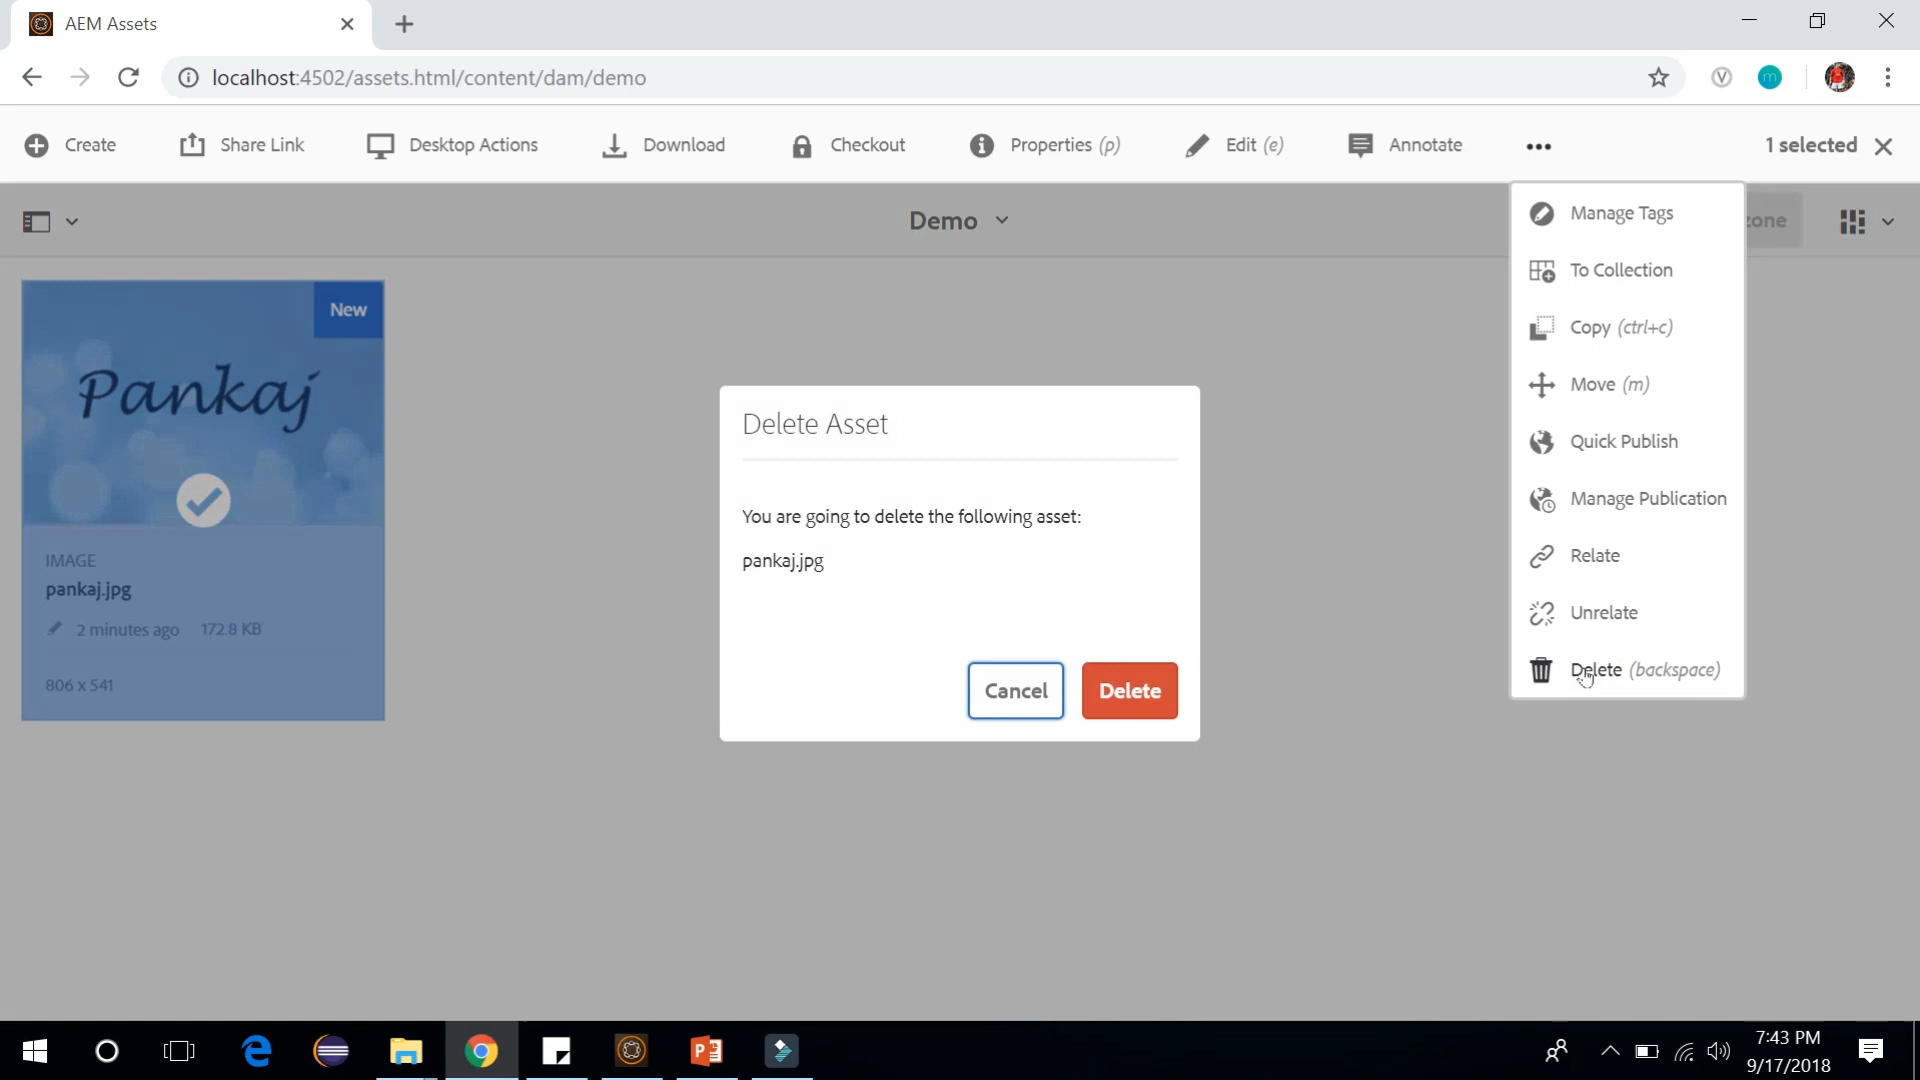 AEM Assets
localhost:4502/assets.html/content/dam/demo
Create
Share Link
Desktop Actions
Download
Checkout
Properties (p)
Edit (e)
Annotate
1 selected
Demo
zone
New
Pankaj
IMAGE
pankaj.jpg
2 minutes ago 172.8 KB
806 x 541
Delete Asset
You are going to delete the following asset:
pankaj.jpg
Cancel
Delete
Manage Tags
To Collection
Copy (ctrl+c)
Move (m)
Quick Publish
Manage Publication
Relate
Unrelate
Delete (backspace)
7:43 PM
9/17/2018